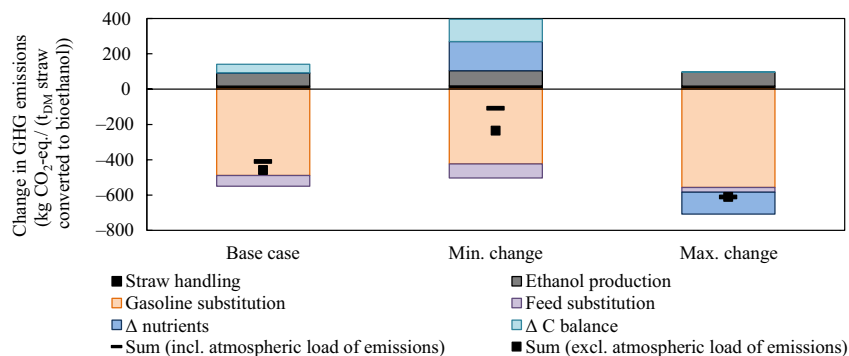 Change in GHG emissions
(kg CO₂-eq./ (t_DM straw
converted to bioethanol))
400
200
0
−200
−400
−600
−800
Base case
Min. change
Max. change
Straw handling
Ethanol production
Gasoline substitution
Feed substitution
Δ nutrients
Δ C balance
Sum (incl. atmospheric load of emissions)
Sum (excl. atmospheric load of emissions)